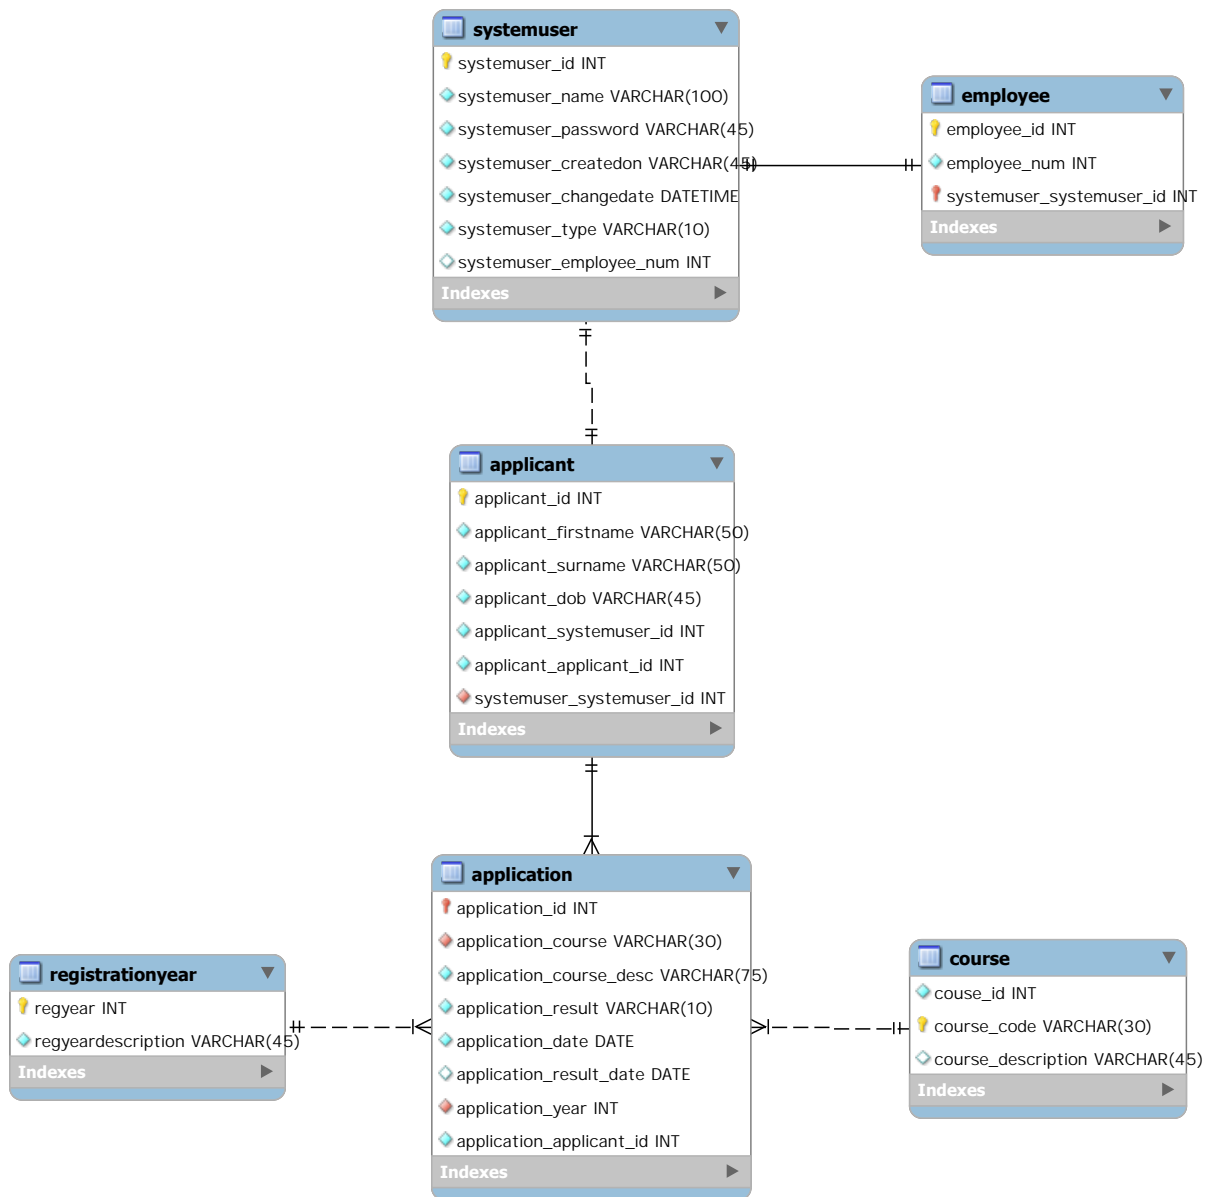 systemuser
systemuser_id INT
systemuser_name VARCHAR(100)
systemuser_password VARCHAR(45)
systemuser_createdon VARCHAR(45)
systemuser_changedate DATETIME
systemuser_type VARCHAR(10)
systemuser_employee_num INT
Indexes
employee
employee_id INT
employee_num INT
systemuser_systemuser_id INT
Indexes
applicant
applicant_id INT
applicant_firstname VARCHAR(50)
applicant_surname VARCHAR(50)
applicant_dob VARCHAR(45)
applicant_systemuser_id INT
applicant_applicant_id INT
systemuser_systemuser_id INT
Indexes
application
application_id INT
application_course VARCHAR(30)
application_course_desc VARCHAR(75)
application_result VARCHAR(10)
application_date DATE
application_result_date DATE
application_year INT
application_applicant_id INT
Indexes
registrationyear
regyear INT
regyeardescription VARCHAR(45)
Indexes
course
couse_id INT
course_code VARCHAR(30)
course_description VARCHAR(45)
Indexes